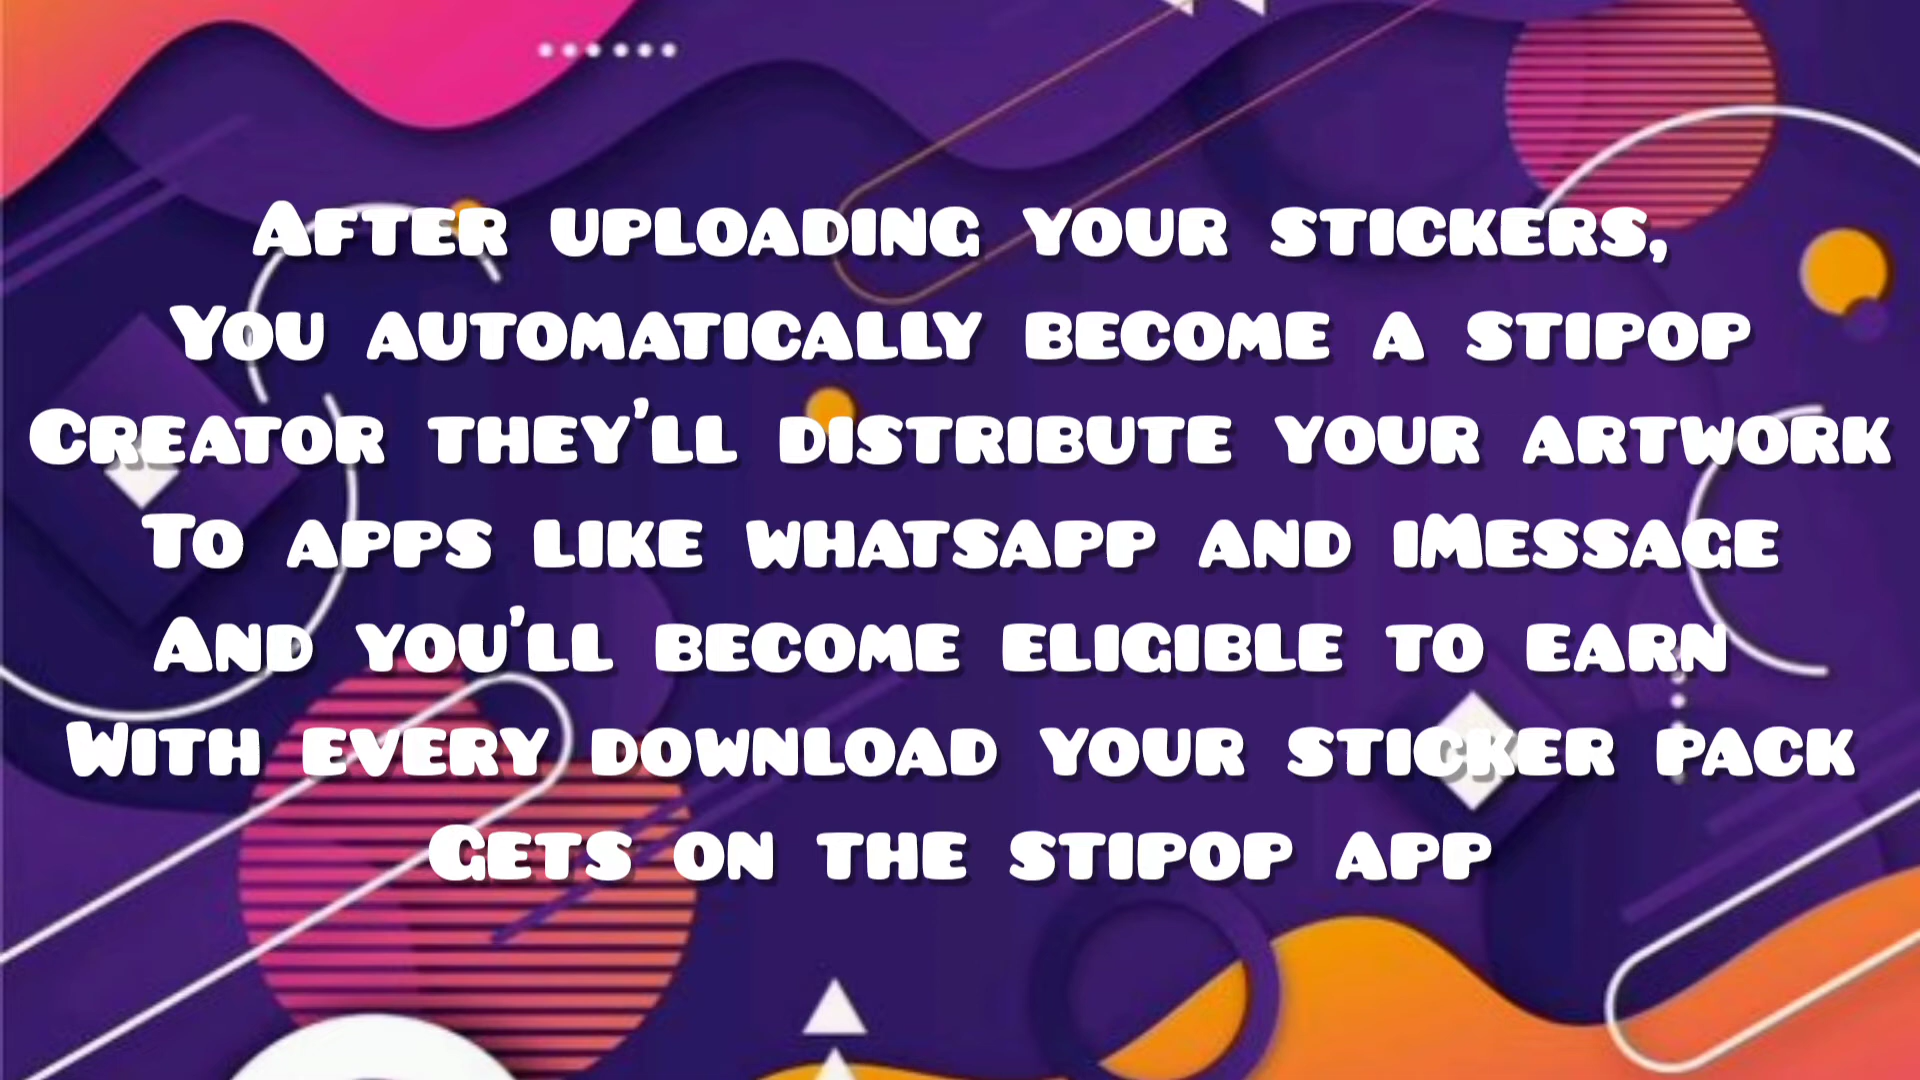 After uploading your stickers,
You automatically become a stipop
Creator they'll distribute your artwork
To apps like whatsapp and iMessage
And you'll become eligible to earn
With every download your sticker pack
Gets on the stipop app